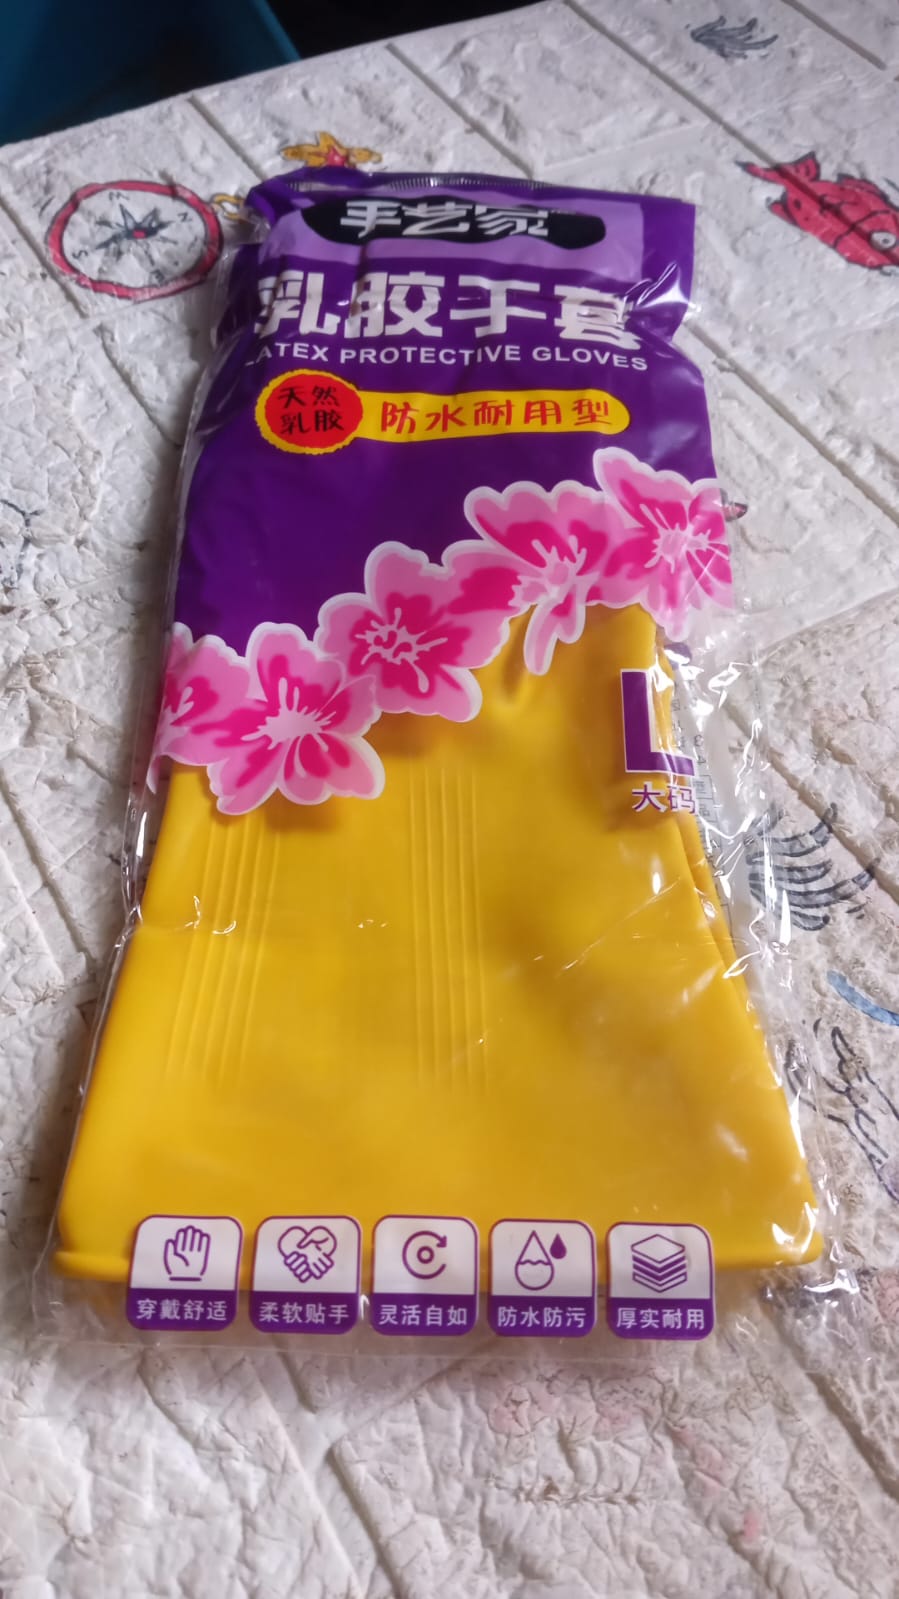 手艺家
乳胶手套
LATEX PROTECTIVE GLOVES
天然
乳胶
防水耐用型
L
大码
穿戴舒适
柔软贴手
灵活自如
防水防污
厚实耐用